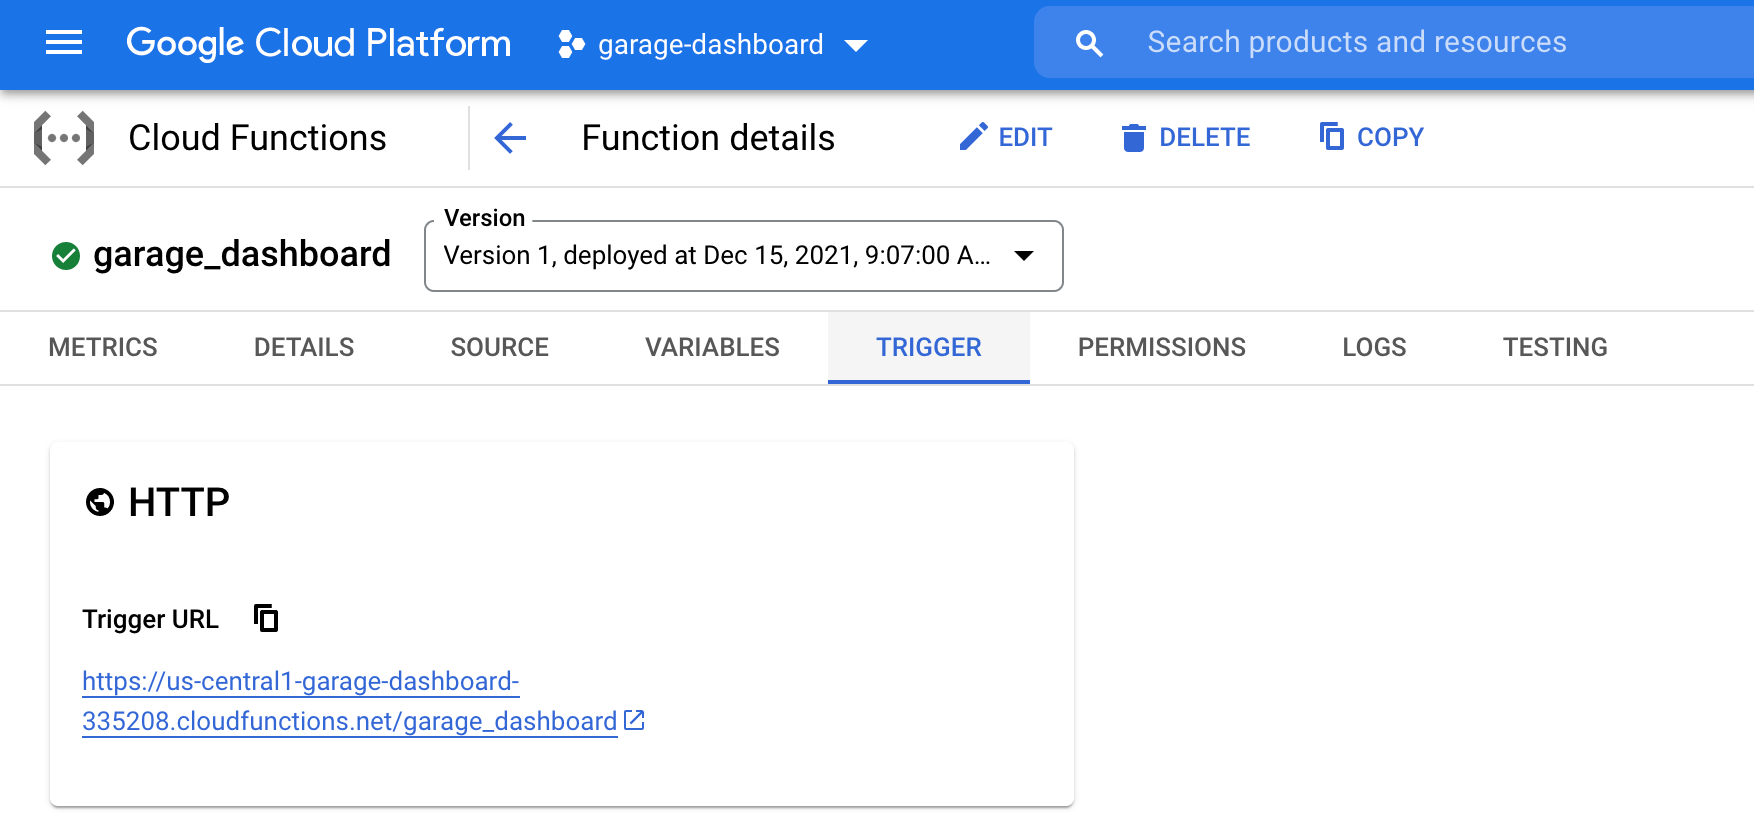 Google Cloud Platform garage-dashboard Search products and resources
Cloud Functions Function details EDIT DELETE COPY
Version
garage_dashboard Version 1, deployed at Dec 15, 2021, 9:07:00 A...
METRICS DETAILS SOURCE VARIABLES TRIGGER PERMISSIONS LOGS TESTING
HTTP
Trigger URL
https://us-central1-garage-dashboard-
335208.cloudfunctions.net/garage_dashboard